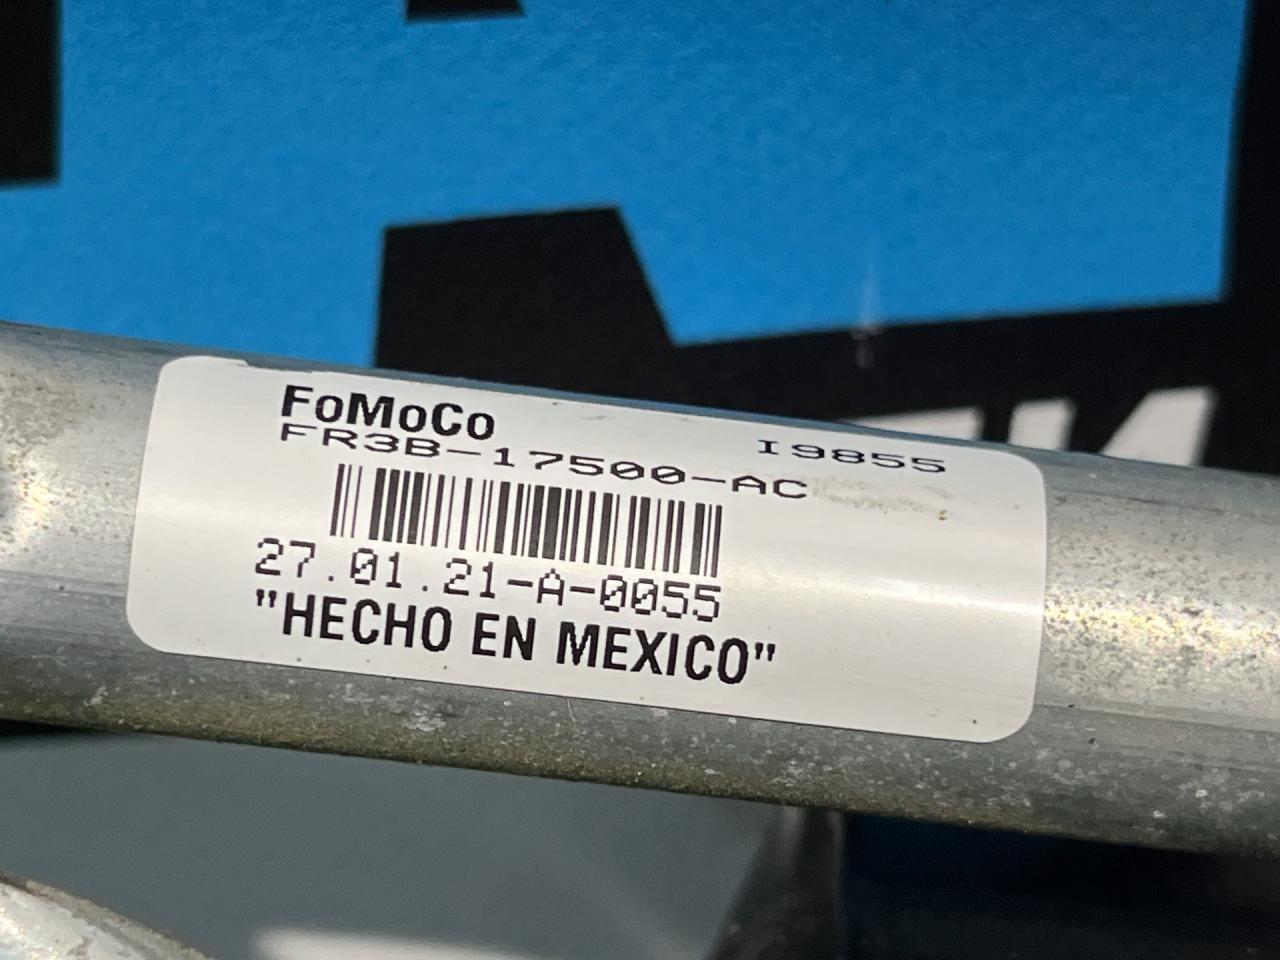 FoMoCo
FR3B-17500-AC
I9855
27.01.21-A-0055
"HECHO EN MEXICO"